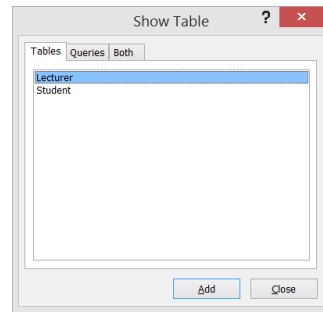 Show Table ?
Tables Queries Both
Lecturer
Student
Add Close